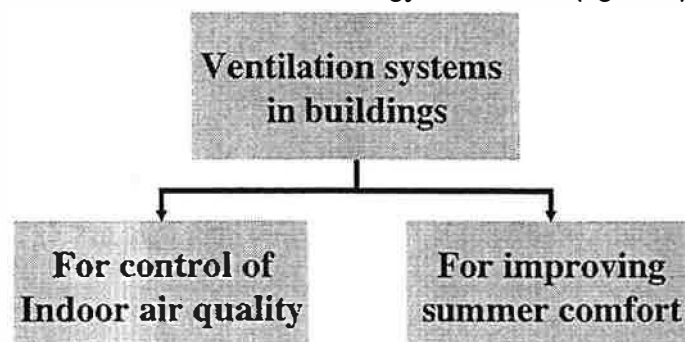 Ventilation systems
in buildings
For control of
Indoor air quality
For improving
summer comfort